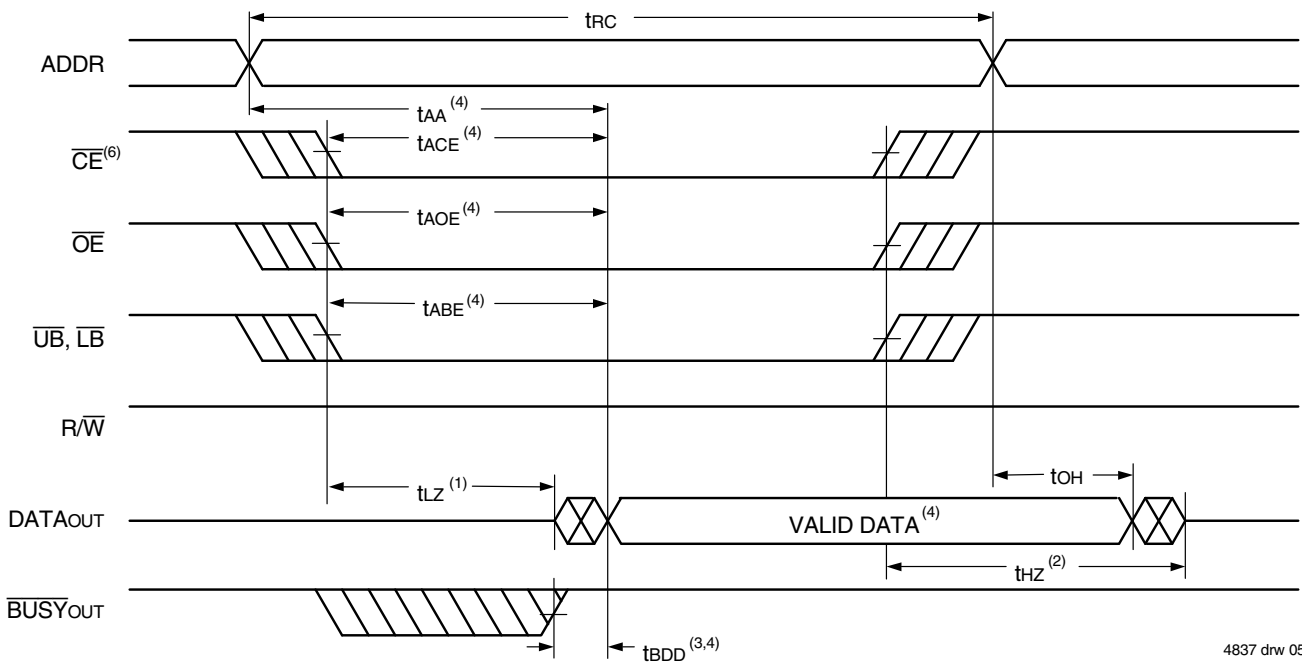 tRC
ADDR
tAA (4)
CE(6)
tACE (4)
OE
tAOE (4)
UB, LB
tABE (4)
R/W
tLZ (1)
tOH
DATAOUT
VALID DATA(4)
tHZ (2)
BUSYOUT
tBDD (3,4)
4837 drw 05